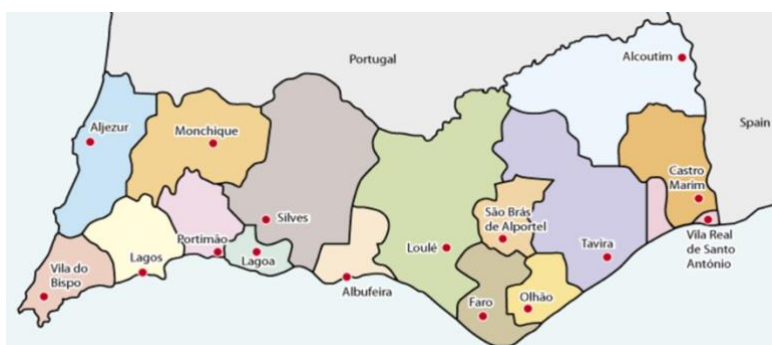 Portugal
Alcoutim
Spain
Aljezur
Monchique
Castro
Marim
São Brás
de Alportel
Silves
Portimão
Loulé
Tavira
Vila Real
de Santo
António
Lagos
Lagoa
Vila do
Bispo
Albufeira
Faro
Olhão